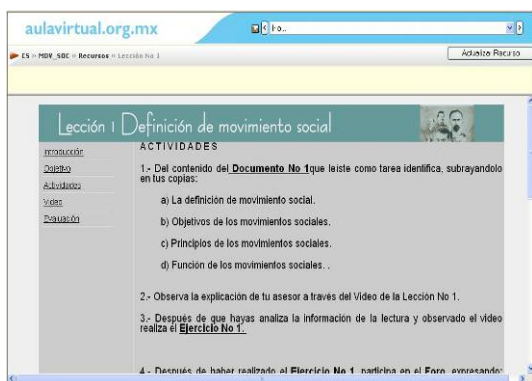 aulavirtual.org.mx
Fo..
CS » MOV_SOC » Recursos » Lección No 1
Actualiza Recurso
Lección 1 Definición de movimiento social
Introducción
Objetivo
Actividades
Video
Evaluación
ACTIVIDADES
1.- Del contenido del Documento No 1que leiste como tarea identifica, subrayandolo
en tus copias:
a) La definición de movimiento social.
b) Objetivos de los movimientos sociales.
c) Principios de los movimientos sociales.
d) Función de los movimientos sociales. .
2.- Observa la explicación de tu asesor a través del Video de la Lección No 1.
3.- Después de que hayas analiza la información de la lectura y observado el video
realiza el Ejercicio No 1.
4.- Después de haber realizado el Ejercicio No 1, participa en el Foro, expresando: